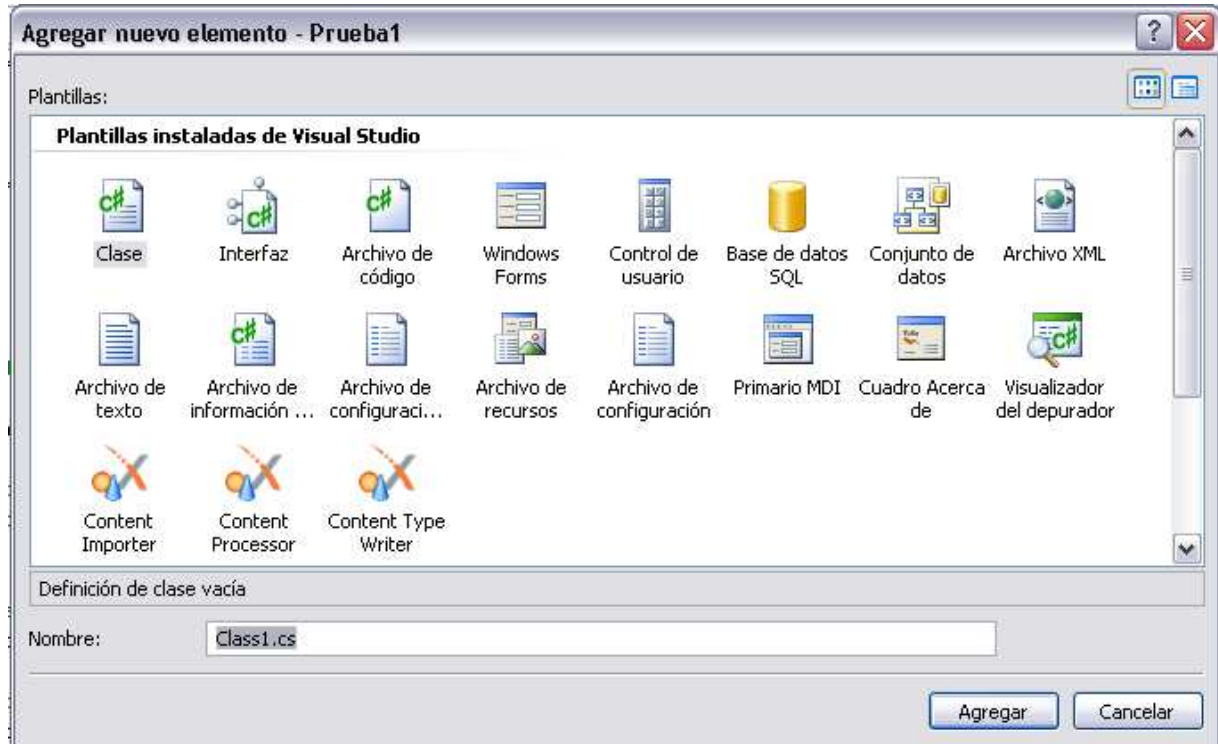 Agregar nuevo elemento - Prueba1
Plantillas:
Plantillas instaladas de Visual Studio
Clase
Interfaz
Archivo de
código
Windows
Forms
Control de
usuario
Base de datos
SQL
Conjunto de
datos
Archivo XML
Archivo de
texto
Archivo de
información ...
Archivo de
configuraci...
Archivo de
recursos
Archivo de
configuración
Primario MDI
Cuadro Acerca
de
Visualizador
del depurador
Content
Importer
Content
Processor
Content Type
Writer
Definición de clase vacía
Nombre:
Class1.cs
Agregar
Cancelar